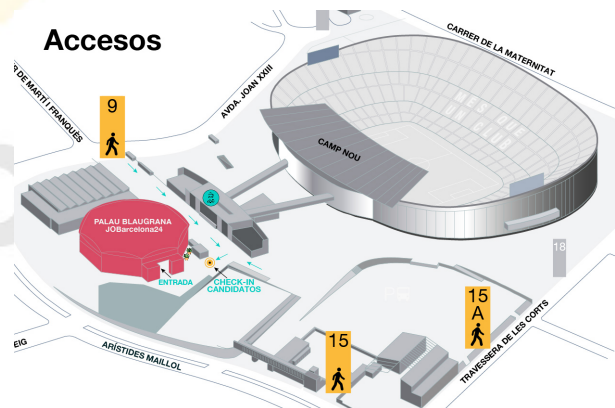 Accesos
CARRER DE LA MATERNITAT
R DE MARTÍ I FRANQUÈS
9
AVDA. JOAN XXIII
CAMP NOU
PALAU BLAUGRANA
JOBarcelona24
ENTRADA
CHECK-IN
CANDIDATOS
18
15
A
15
TRAVESSERA DE LES CORTS
EIG
ARÍSTIDES MAILLOL